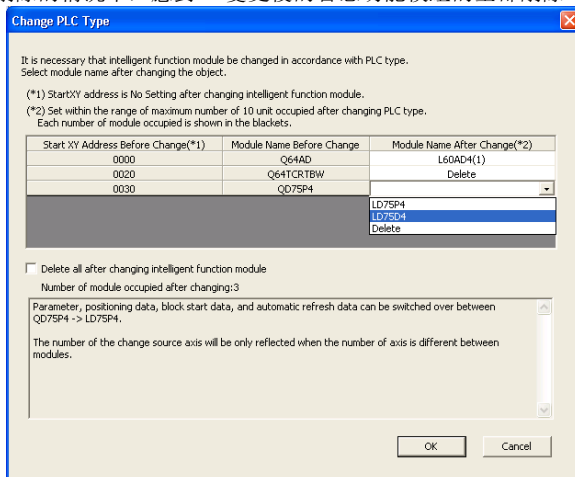 Change PLC Type
It is necessary that intelligent function module be changed in accordance with PLC type.
Select module name after changing the object.
(*1) StartXY address is No Setting after changing intelligent function module.
(*2) Set within the range of maximum number of 10 unit occupied after changing PLC type.
Each number of module occupied is shown in the blackets.
Start XY Address Before Change(*1) Module Name Before Change Module Name After Change(*2)
0000 Q64AD L60AD4(1)
0020 Q64TCRTBW Delete
0030 QD75P4
LD75P4
LD75D4
Delete
Delete all after changing intelligent function module
Number of module occupied after changing:3
Parameter, positioning data, block start data, and automatic refresh data can be switched over between
QD75P4 -> LD75P4.
The number of the change source axis will be only reflected when the number of axis is different between
modules.
OK Cancel